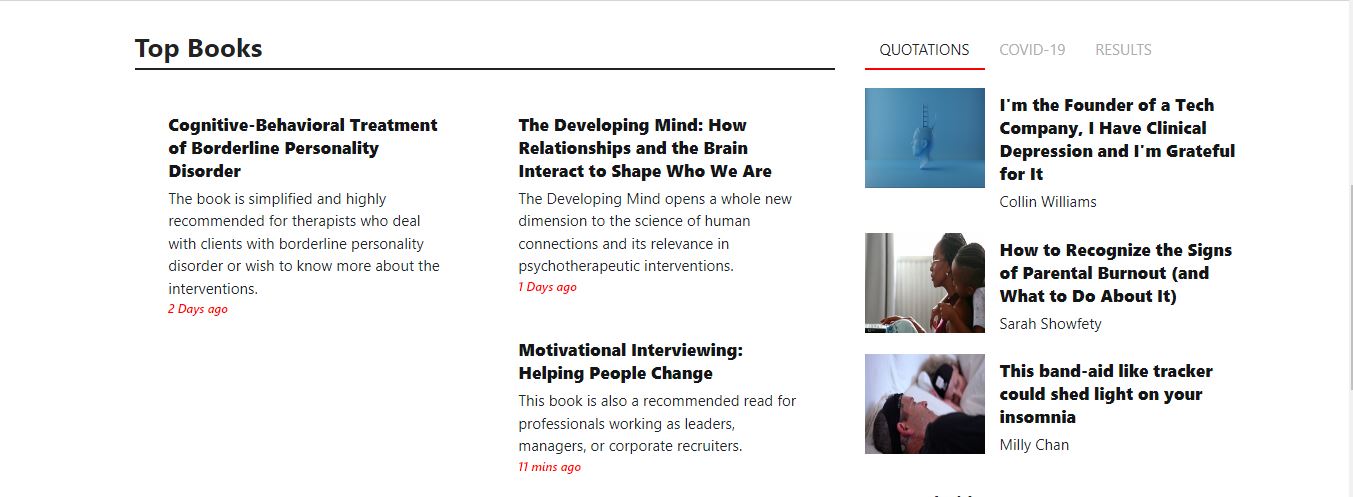 Top Books
Cognitive-Behavioral Treatment
of Borderline Personality
Disorder
The book is simplified and highly
recommended for therapists who deal
with clients with borderline personality
disorder or wish to know more about the
interventions.
2 Days ago
The Developing Mind: How
Relationships and the Brain
Interact to Shape Who We Are
The Developing Mind opens a whole new
dimension to the science of human
connections and its relevance in
psychotherapeutic interventions.
1 Days ago
Motivational Interviewing:
Helping People Change
This book is also a recommended read for
professionals working as leaders,
managers, or corporate recruiters.
11 mins ago
QUOTATIONS COVID-19 RESULTS
I'm the Founder of a Tech
Company, I Have Clinical
Depression and I'm Grateful
for It
Collin Williams
How to Recognize the Signs
of Parental Burnout (and
What to Do About It)
Sarah Showfety
This band-aid like tracker
could shed light on your
insomnia
Milly Chan